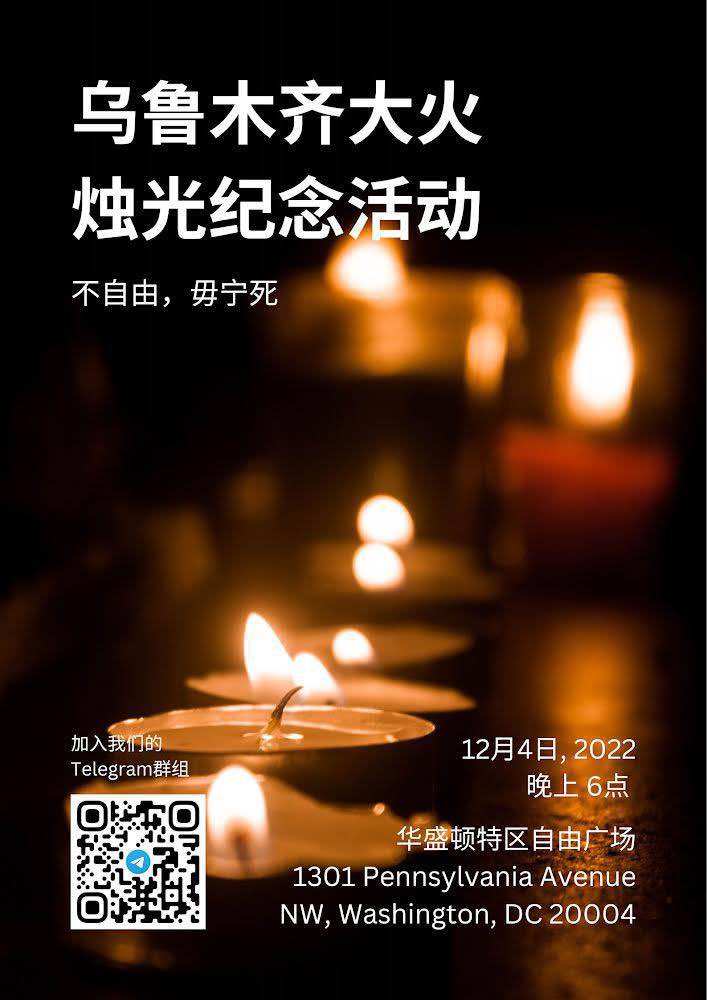 乌鲁木齐大火
烛光纪念活动
不自由，毋宁死
加入我们的
Telegram群组
12月4日, 2022
晚上 6点
华盛顿特区自由广场
1301 Pennsylvania Avenue
NW, Washington, DC 20004